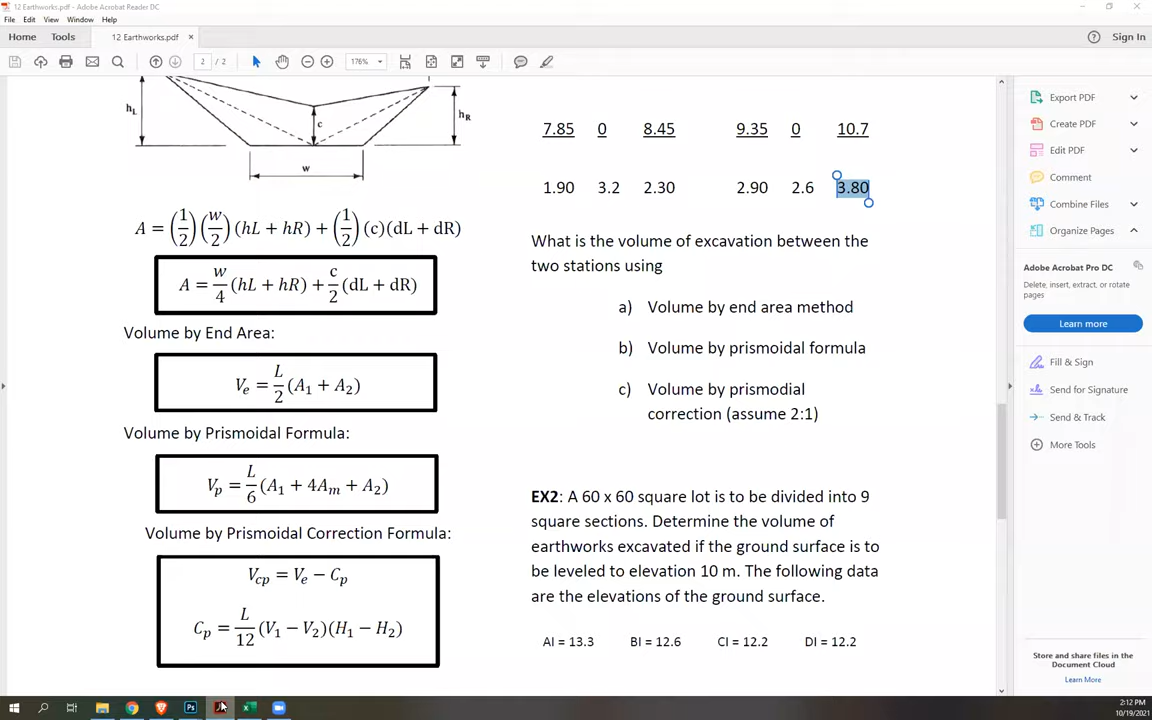 12 Earthworks.pdf - Adobe Acrobat Reader DC
File Edit View Window Help
Home Tools 12 Earthworks.pdf × Sign In
2 / 2 176%
hL
c
hR
w
A = (1/2)(w/2)(hL + hR) + (1/2)(c)(dL + dR)
A = w/4 (hL + hR) + c/2 (dL + dR)
Volume by End Area:
Ve = L/2 (A1 + A2)
Volume by Prismoidal Formula:
Vp = L/6 (A1 + 4Am + A2)
Volume by Prismoidal Correction Formula:
Vcp = Ve − Cp
Cp = L/12 (V1 − V2)(H1 − H2)
7.85 0 8.45 9.35 0 10.7
1.90 3.2 2.30 2.90 2.6 3.80
What is the volume of excavation between the
two stations using
a) Volume by end area method
b) Volume by prismoidal formula
c) Volume by prismodial
correction (assume 2:1)
EX2: A 60 x 60 square lot is to be divided into 9
square sections. Determine the volume of
earthworks excavated if the ground surface is to
be leveled to elevation 10 m. The following data
are the elevations of the ground surface.
AI = 13.3 BI = 12.6 CI = 12.2 DI = 12.2
Export PDF
Create PDF
Edit PDF
Comment
Combine Files
Organize Pages
Adobe Acrobat Pro DC
Delete, insert, extract, or rotate
pages
Learn more
Fill & Sign
Send for Signature
Send & Track
More Tools
Store and share files in the
Document Cloud
Learn More
Ps
2:12 PM
10/19/2021